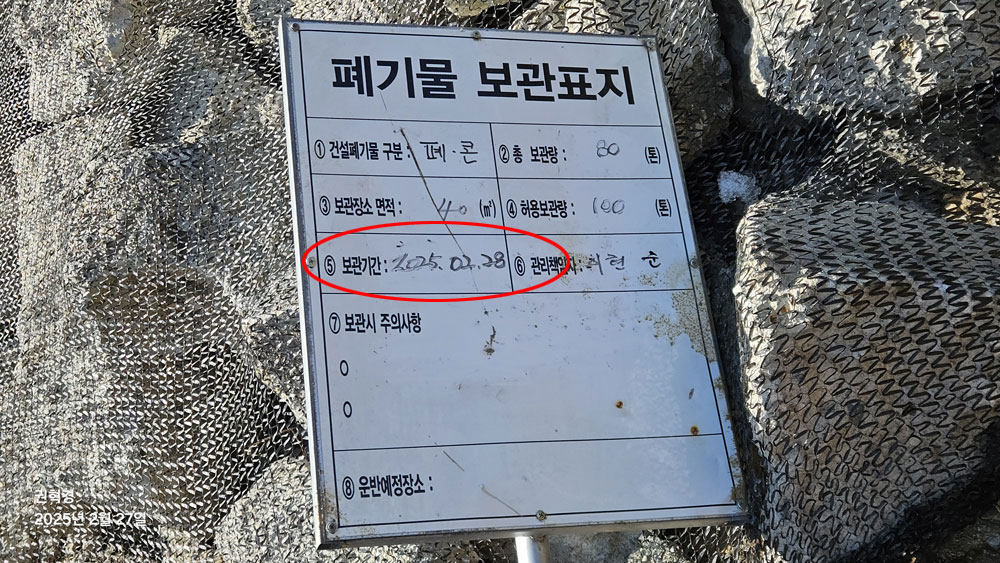 폐기물 보관표지
① 건설폐기물 구분 : 폐·콘 ② 총 보관량 : 80 (톤)
③ 보관장소 면적 : 40 (㎡) ④ 허용보관량 : 100 (톤)
⑤ 보관기간 : 2025.02.28 ⑥ 관리책임자 : 현 순
⑦ 보관시 주의사항
○
○
⑧ 운반예정장소 :
2025년 2월 27일